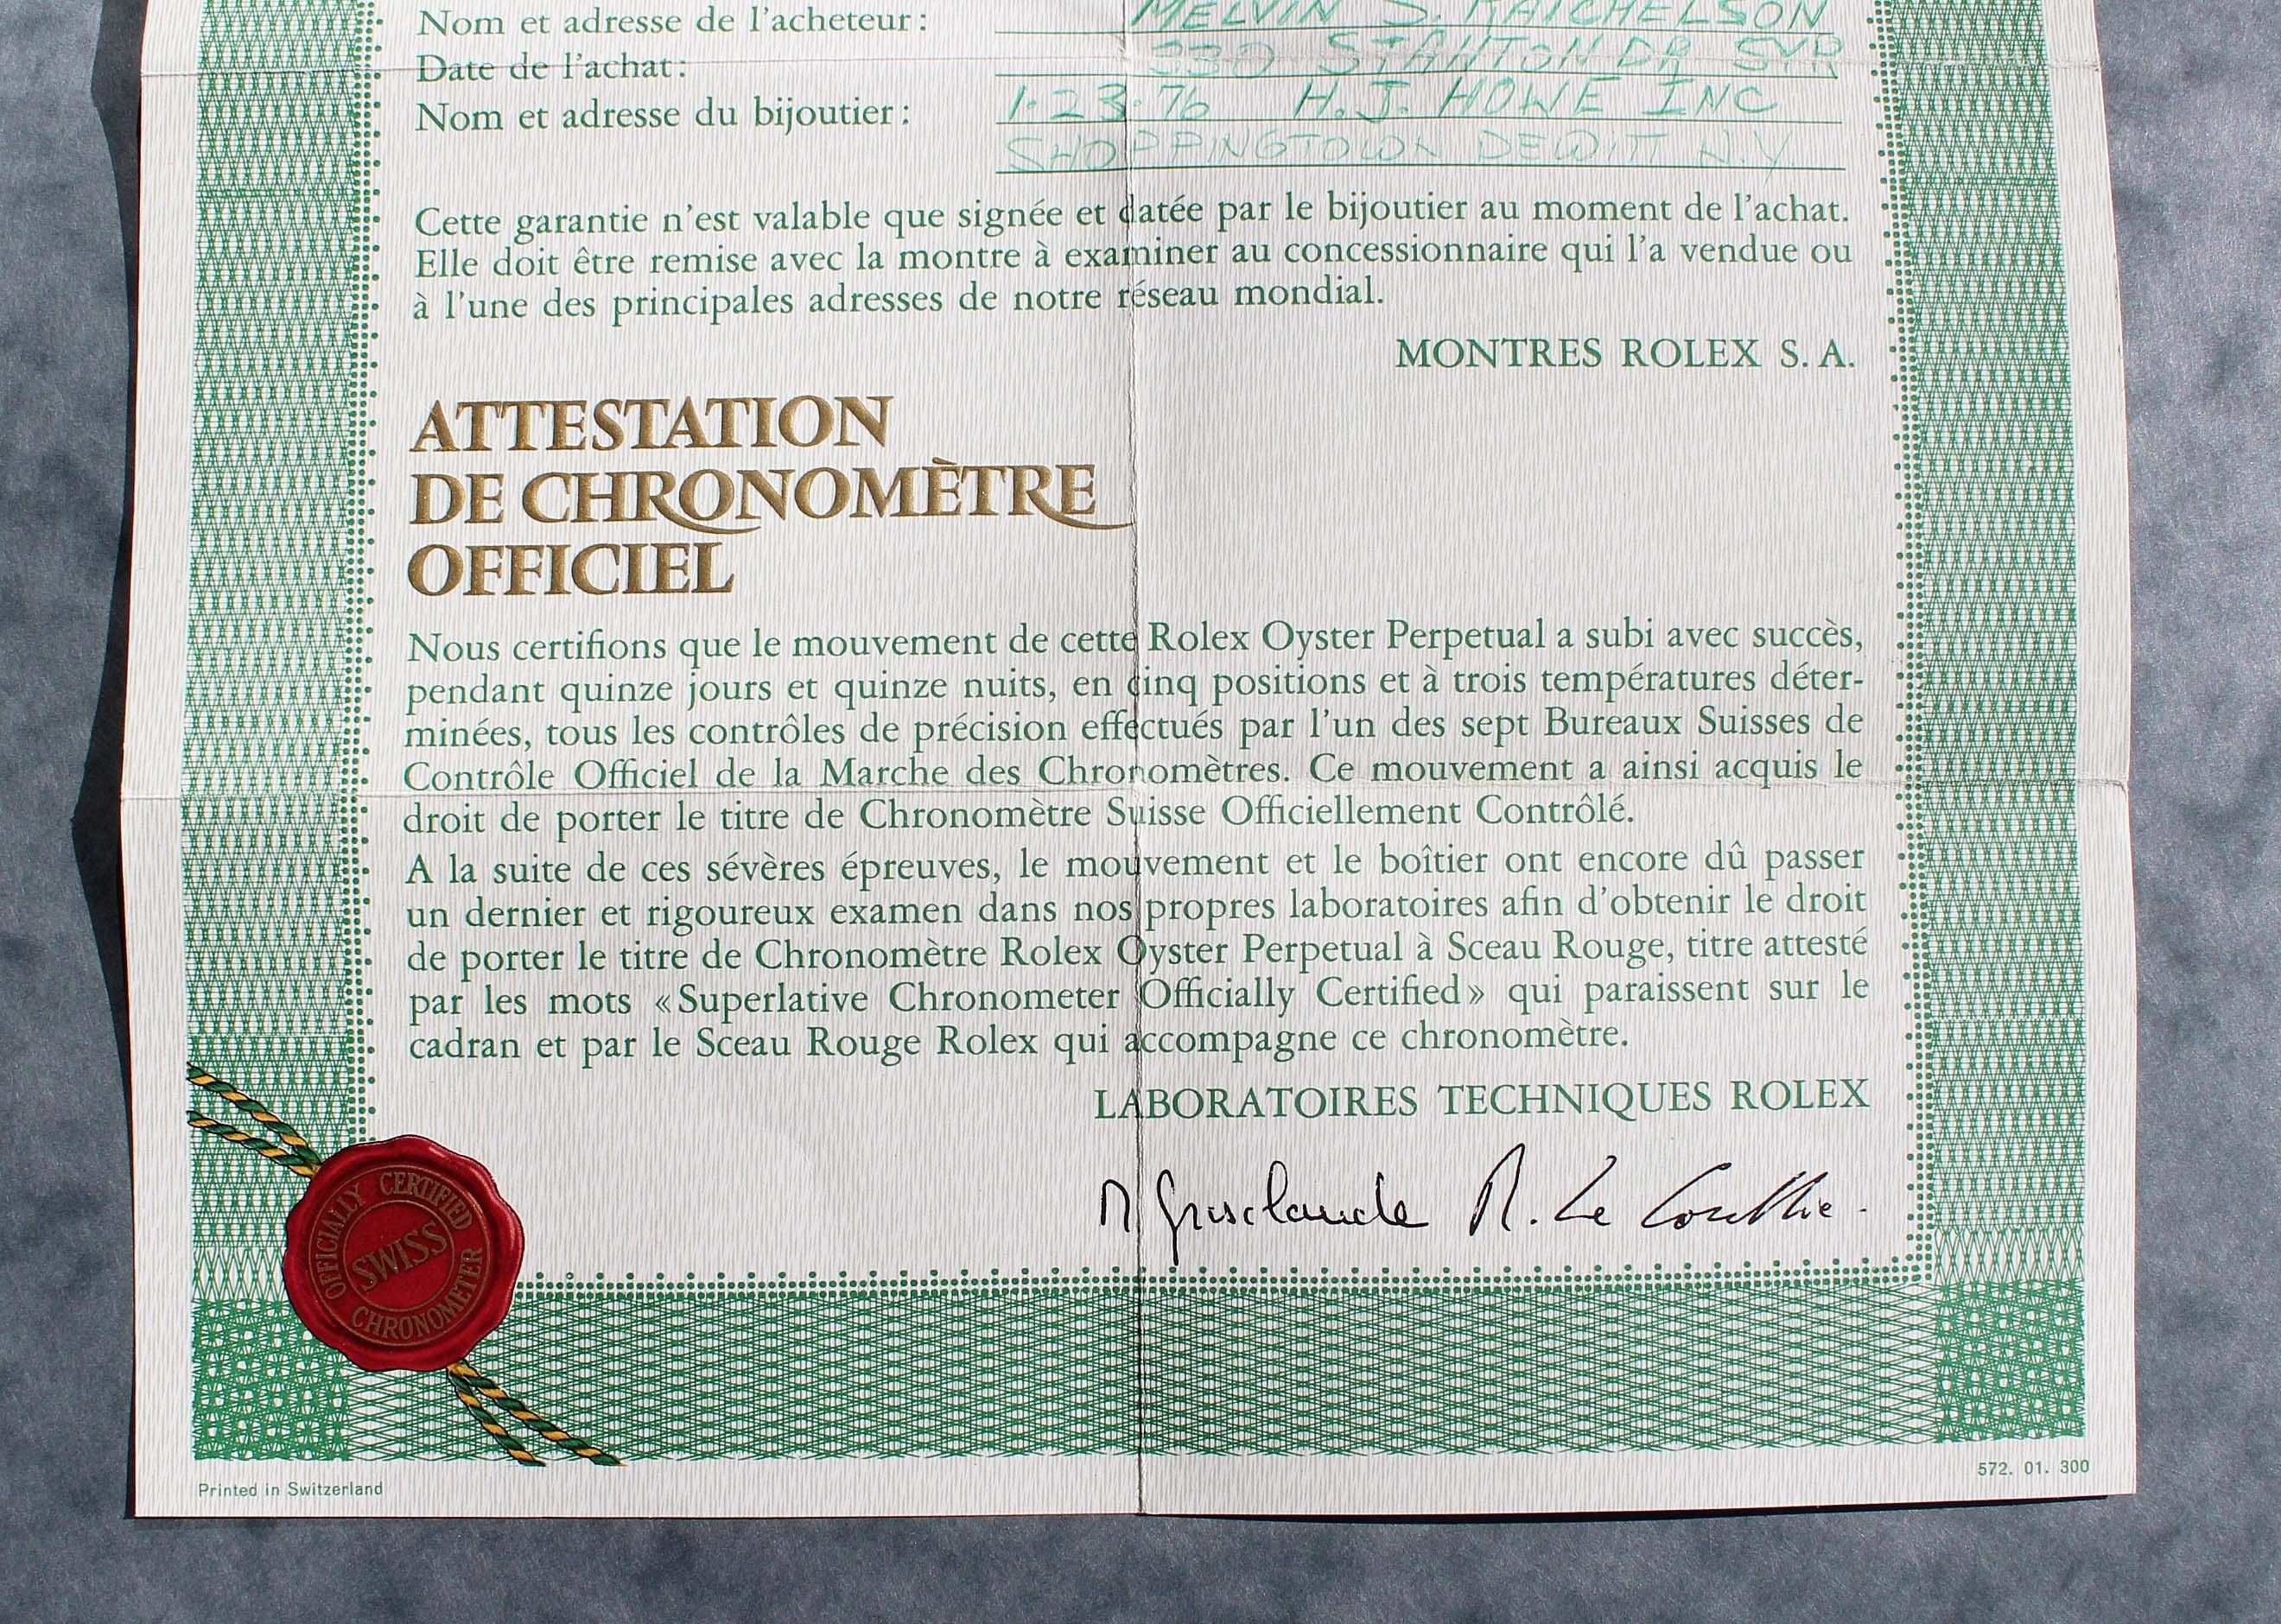 Nom et adresse de l'acheteur: MELVIN S. RAICHELSON
Date de l'achat: 330 STANTON DR SYR
Nom et adresse du bijoutier: 1·23·76 H.J. HOWE INC
SHOPPINGTOWN DEWITT N.Y.
Cette garantie n'est valable que signée et datée par le bijoutier au moment de l'achat.
Elle doit être remise avec la montre à examiner au concessionnaire qui l'a vendue ou
à l'une des principales adresses de notre réseau mondial.
MONTRES ROLEX S. A.
ATTESTATION
DE CHRONOMÈTRE
OFFICIEL
Nous certifions que le mouvement de cette Rolex Oyster Perpetual a subi avec succès,
pendant quinze jours et quinze nuits, en cinq positions et à trois températures déter-
minées, tous les contrôles de précision effectués par l'un des sept Bureaux Suisses de
Contrôle Officiel de la Marche des Chronomètres. Ce mouvement a ainsi acquis le
droit de porter le titre de Chronomètre Suisse Officiellement Contrôlé.
A la suite de ces sévères épreuves, le mouvement et le boîtier ont encore dû passer
un dernier et rigoureux examen dans nos propres laboratoires afin d'obtenir le droit
de porter le titre de Chronomètre Rolex Oyster Perpetual à Sceau Rouge, titre attesté
par les mots «Superlative Chronometer Officially Certified» qui paraissent sur le
cadran et par le Sceau Rouge Rolex qui accompagne ce chronomètre.
LABORATOIRES TECHNIQUES ROLEX
R. Le
OFFICIALLY CERTIFIED
SWISS
CHRONOMETER
Printed in Switzerland
572. 01. 300